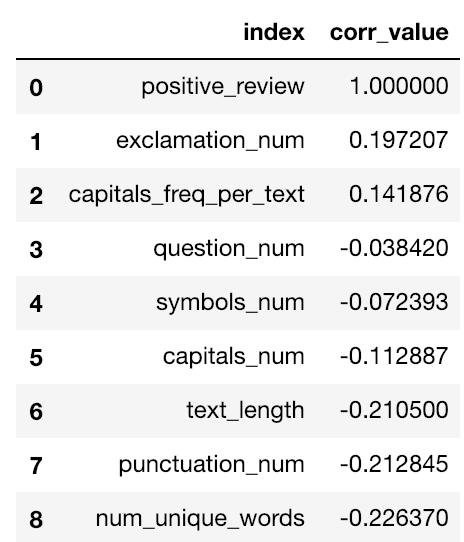 index corr_value
0 positive_review 1.000000
1 exclamation_num 0.197207
2 capitals_freq_per_text 0.141876
3 question_num -0.038420
4 symbols_num -0.072393
5 capitals_num -0.112887
6 text_length -0.210500
7 punctuation_num -0.212845
8 num_unique_words -0.226370